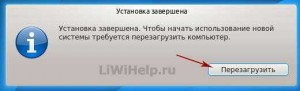 Установка завершена
Установка завершена. Чтобы начать использование новой
системы требуется перезагрузить компьютер.
LiWiHelp.ru
Перезагрузить